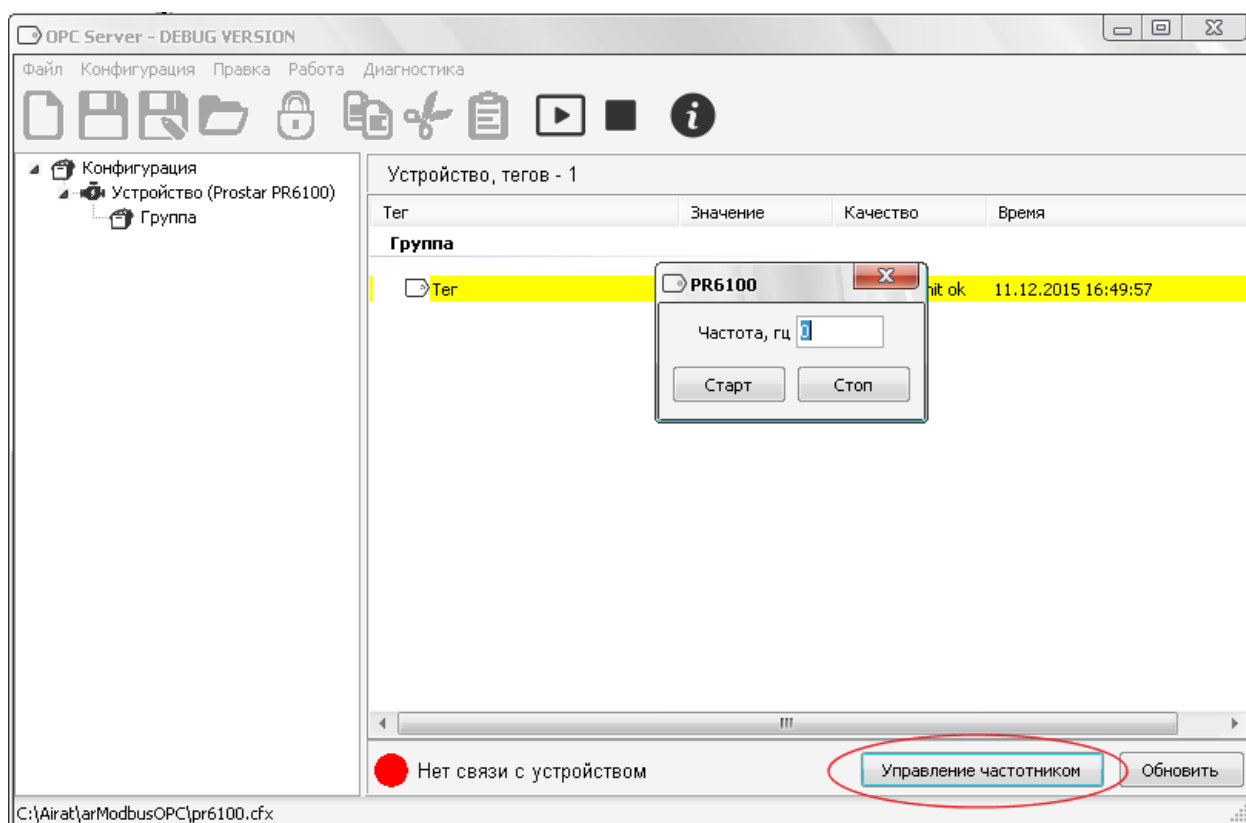 OPC Server - DEBUG VERSION
Файл Конфигурация Правка Работа Диагностика
Конфигурация
Устройство (Prostar PR6100)
Группа
Устройство, тегов - 1
Тег Значение Качество Время
Группа
Тег ok 11.12.2015 16:49:57
PR6100
Частота, гц 0
Старт Стоп
Нет связи с устройством Управление частотником Обновить
C:\Airat\arModbusOPC\pr6100.cfx